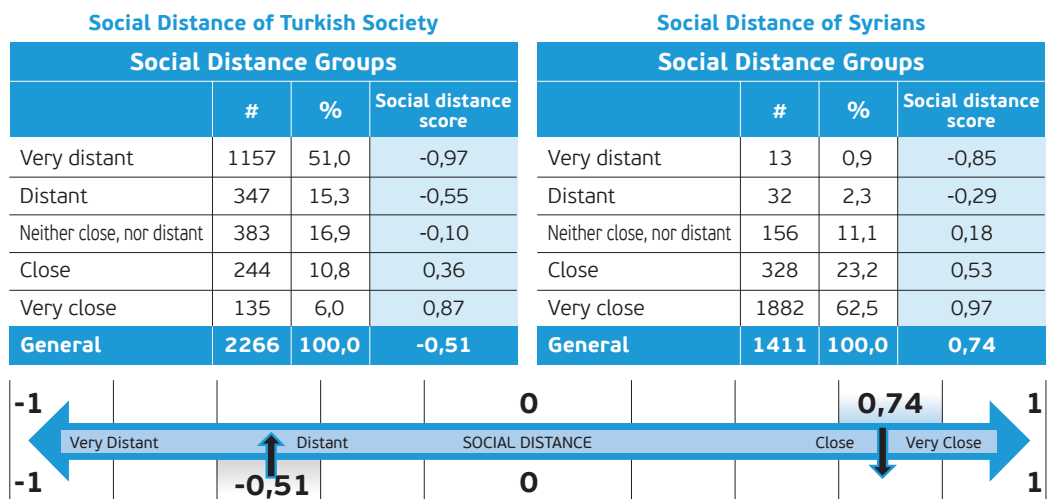 Social Distance of Turkish Society
Social Distance Groups
# % Social distance score
Very distant 1157 51,0 -0,97
Distant 347 15,3 -0,55
Neither close, nor distant 383 16,9 -0,10
Close 244 10,8 0,36
Very close 135 6,0 0,87
General 2266 100,0 -0,51
Social Distance of Syrians
Social Distance Groups
# % Social distance score
Very distant 13 0,9 -0,85
Distant 32 2,3 -0,29
Neither close, nor distant 156 11,1 0,18
Close 328 23,2 0,53
Very close 1882 62,5 0,97
General 1411 100,0 0,74
-1 0 0,74 1
Very Distant Distant SOCIAL DISTANCE Close Very Close
-1 -0,51 0 1